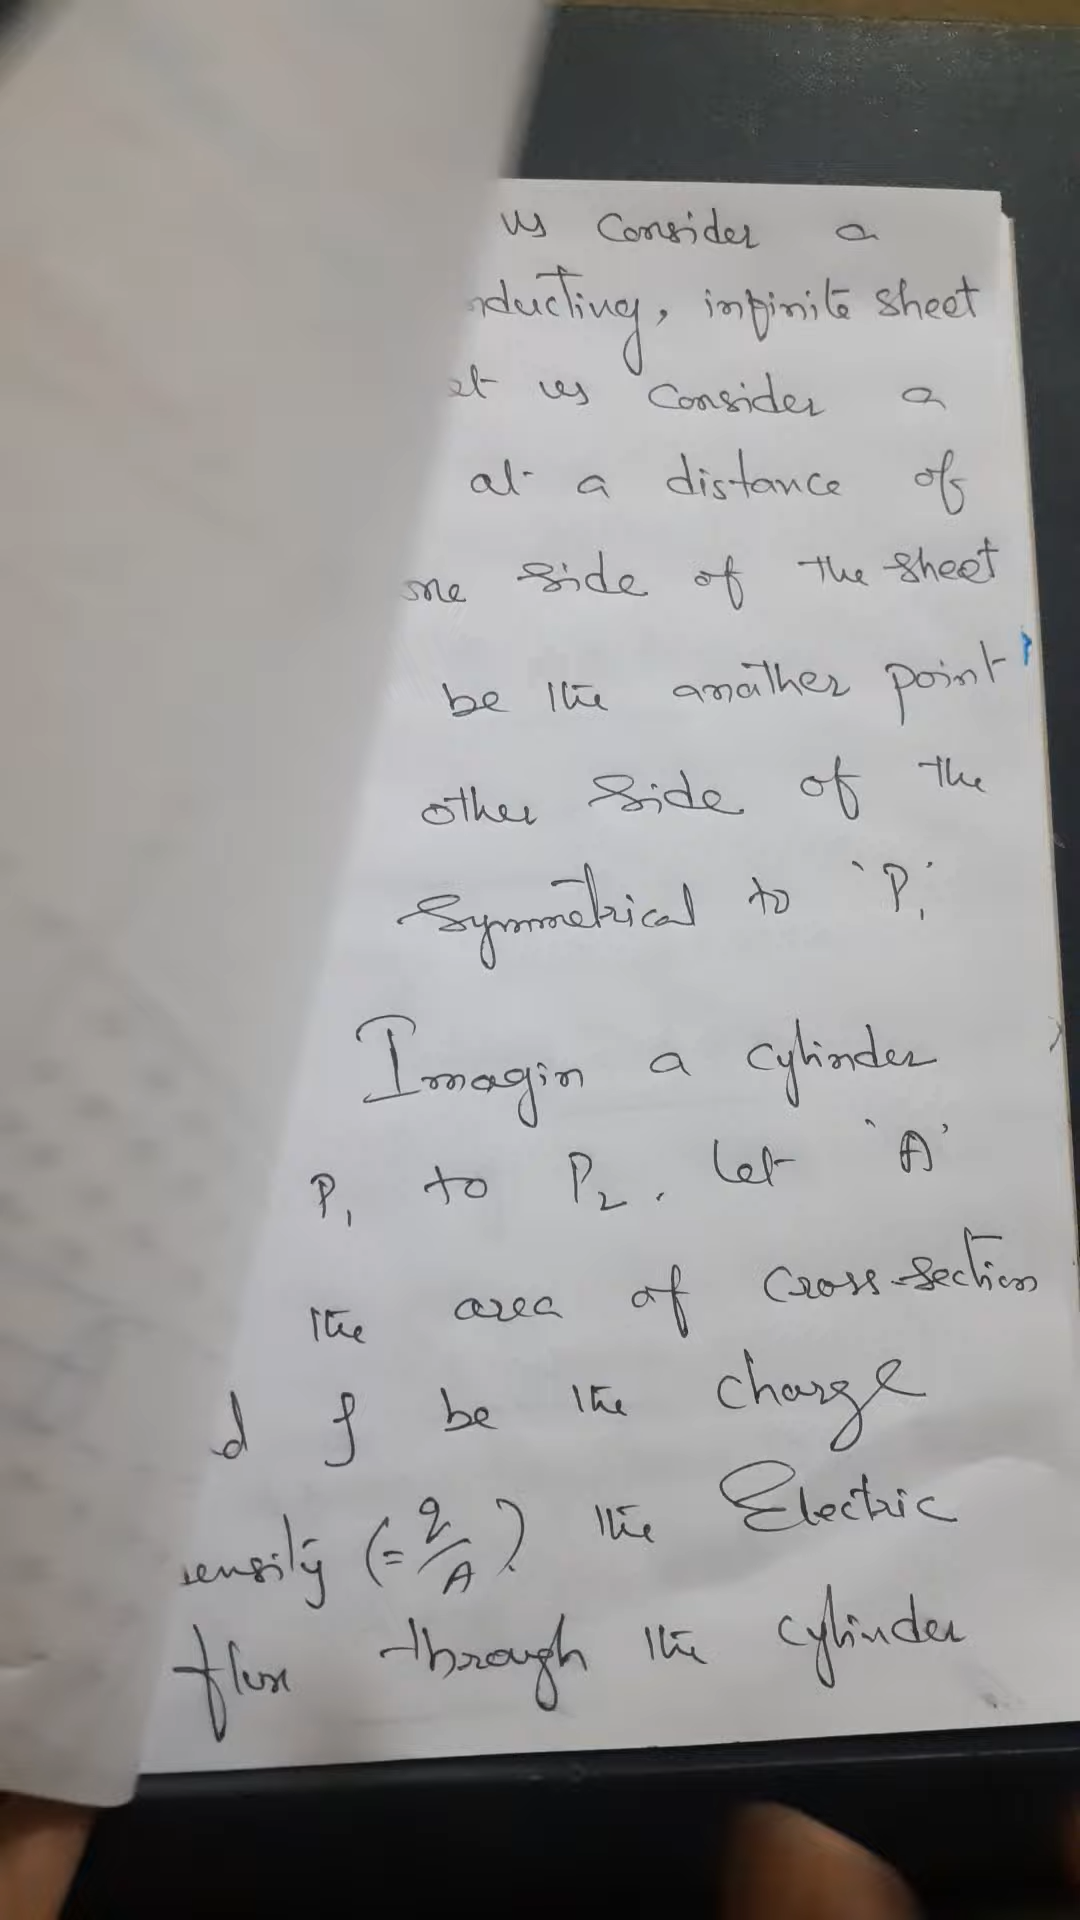 us consider a
nducting, infinite sheet
et us consider a
at a distance of
one side of the sheet
be the another point
other side of the
symmetrical to 'P₁'
Imagin a cylinder
P₁ to P₂. Let 'A'
the area of cross-section
d ρ be the charge
ensity (= q/A). the Electric
flux through the cylinder